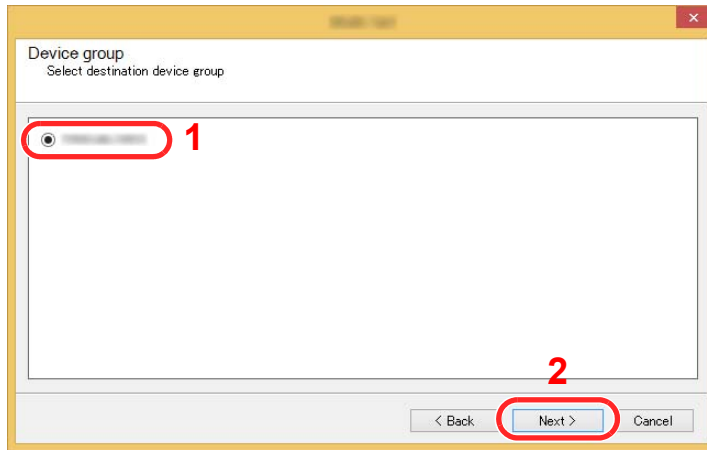 Device group
Select destination device group
1
2
< Back
Next >
Cancel